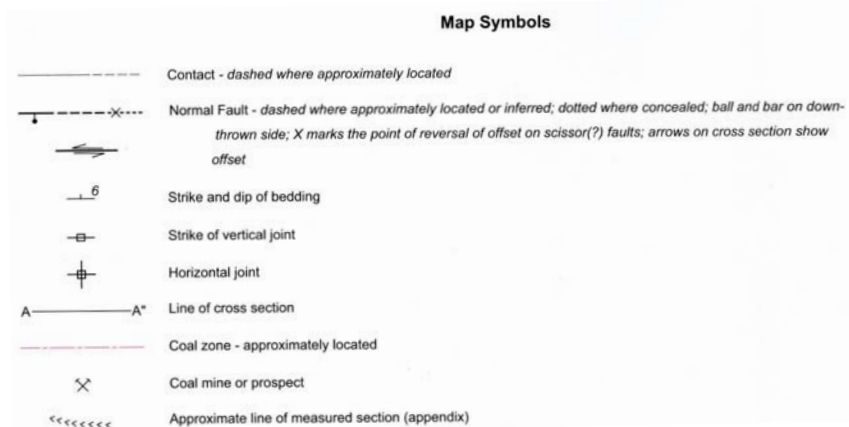 Map Symbols
Contact - dashed where approximately located
Normal Fault - dashed where approximately located or inferred; dotted where concealed; ball and bar on down-
thrown side; X marks the point of reversal of offset on scissor(?) faults; arrows on cross section show
offset
6 Strike and dip of bedding
Strike of vertical joint
Horizontal joint
A A" Line of cross section
Coal zone - approximately located
Coal mine or prospect
Approximate line of measured section (appendix)